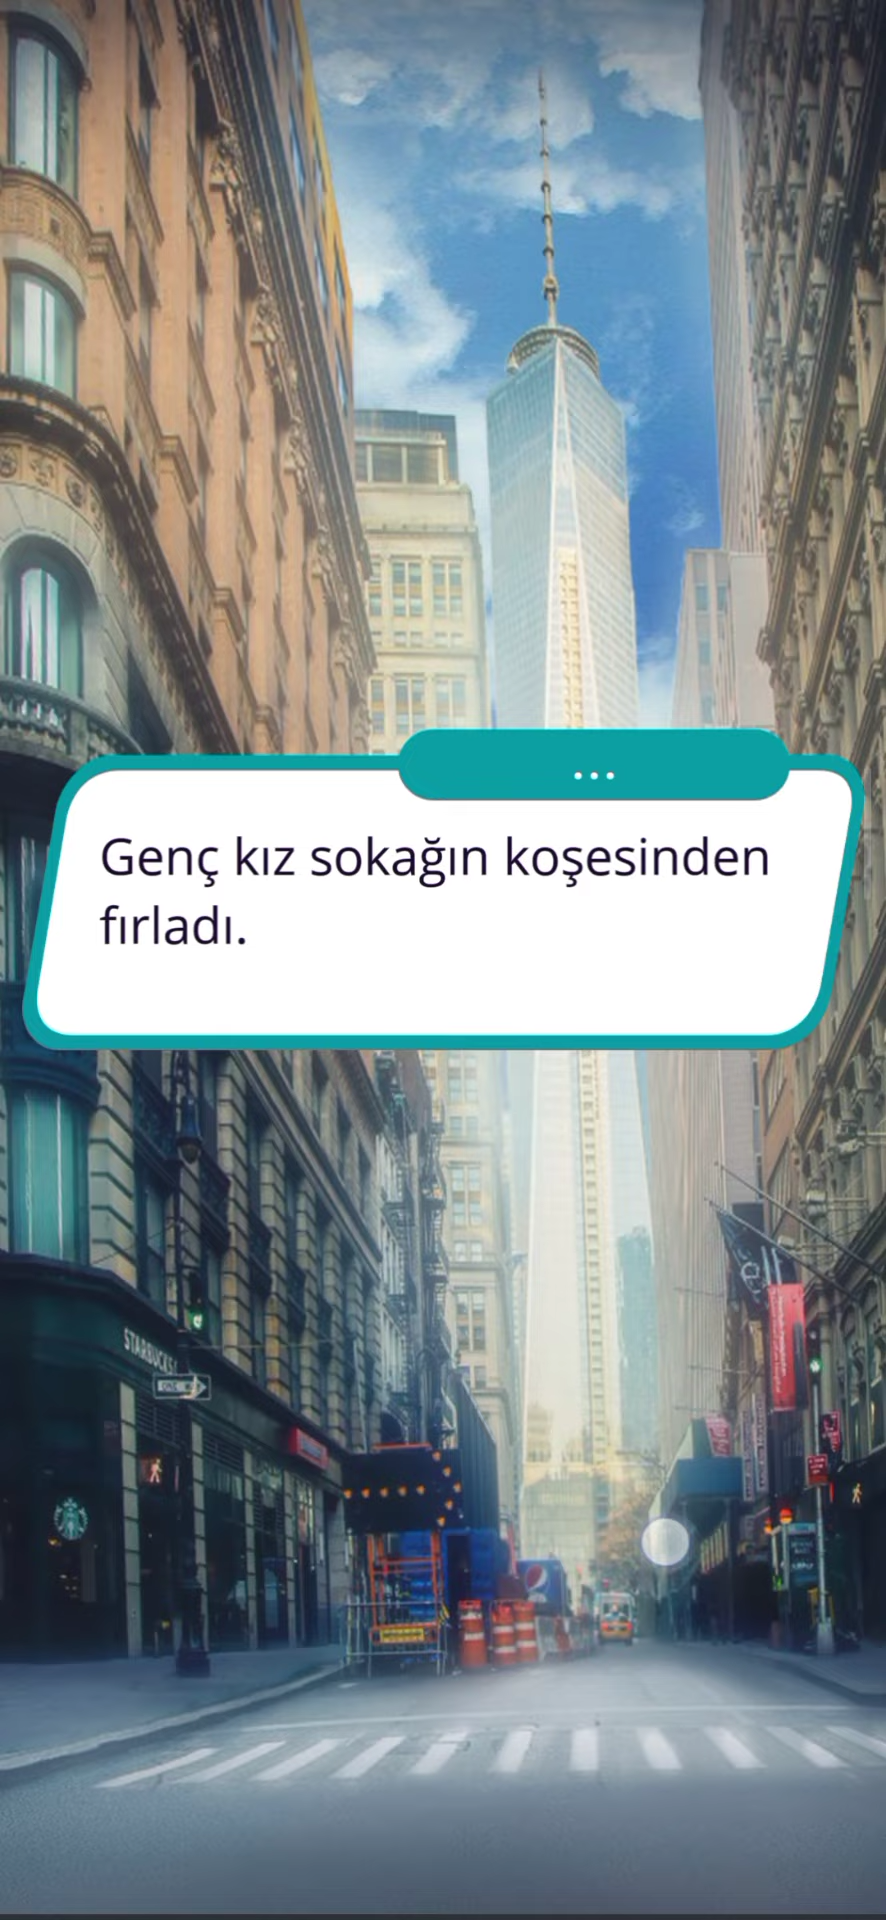 ...
Genç kız sokağın koşesinden
fırladı.
STARBUCKS
ONE WAY